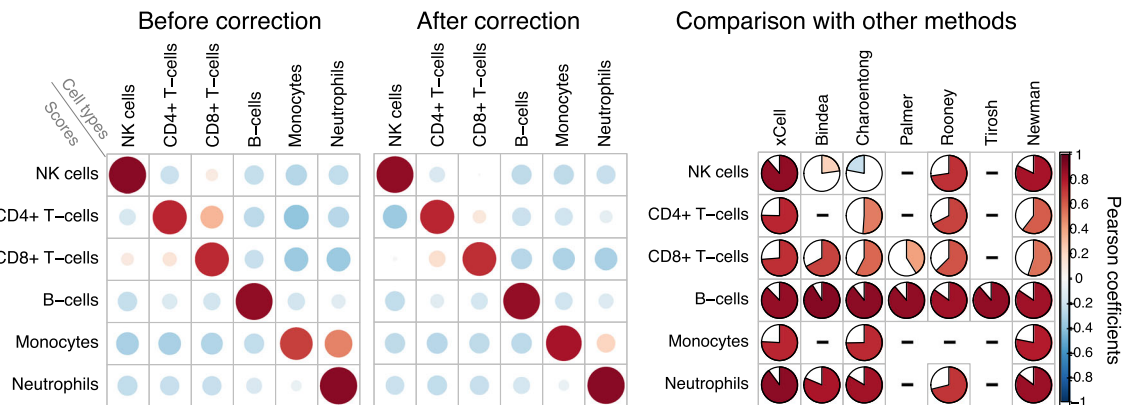 Before correction
After correction
Comparison with other methods
Cell types
Scores
NK cells
CD4+ T−cells
CD8+ T−cells
B−cells
Monocytes
Neutrophils
NK cells
CD4+ T−cells
CD8+ T−cells
B−cells
Monocytes
Neutrophils
xCell
Bindea
Charoentong
Palmer
Rooney
Tirosh
Newman
NK cells
CD4+ T−cells
CD8+ T−cells
B−cells
Monocytes
Neutrophils
NK cells
CD4+ T−cells
CD8+ T−cells
B−cells
Monocytes
Neutrophils
1
0.8
0.6
0.4
0.2
0
-0.2
-0.4
-0.6
-0.8
-1
Pearson coefficients